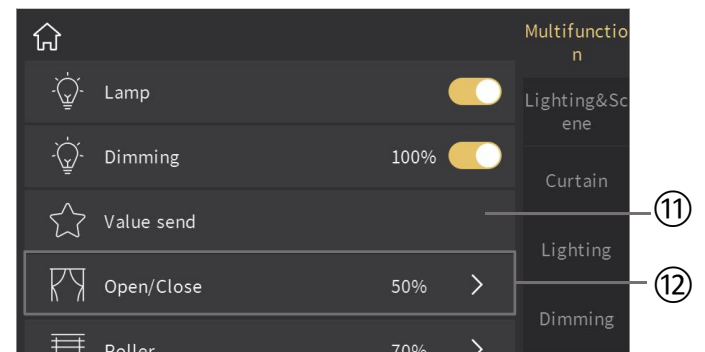 Multifunctio
n
Lamp
Lighting&Sc
ene
Dimming 100%
Curtain
Value send
⑪
Lighting
Open/Close 50%
⑫
Dimming
Roller 70%